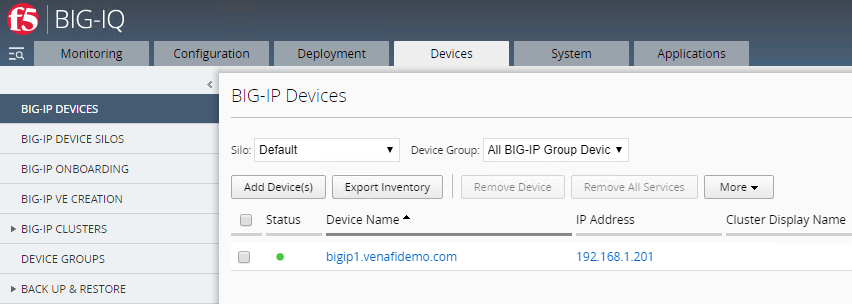 f5 BIG-IQ
Monitoring Configuration Deployment Devices System Applications
BIG-IP DEVICES
BIG-IP DEVICE SILOS
BIG-IP ONBOARDING
BIG-IP VE CREATION
BIG-IP CLUSTERS
DEVICE GROUPS
BACK UP & RESTORE
BIG-IP Devices
Silo: Default Device Group: All BIG-IP Group Devic
Add Device(s) Export Inventory Remove Device Remove All Services More
Status Device Name IP Address Cluster Display Name
bigip1.venafidemo.com 192.168.1.201